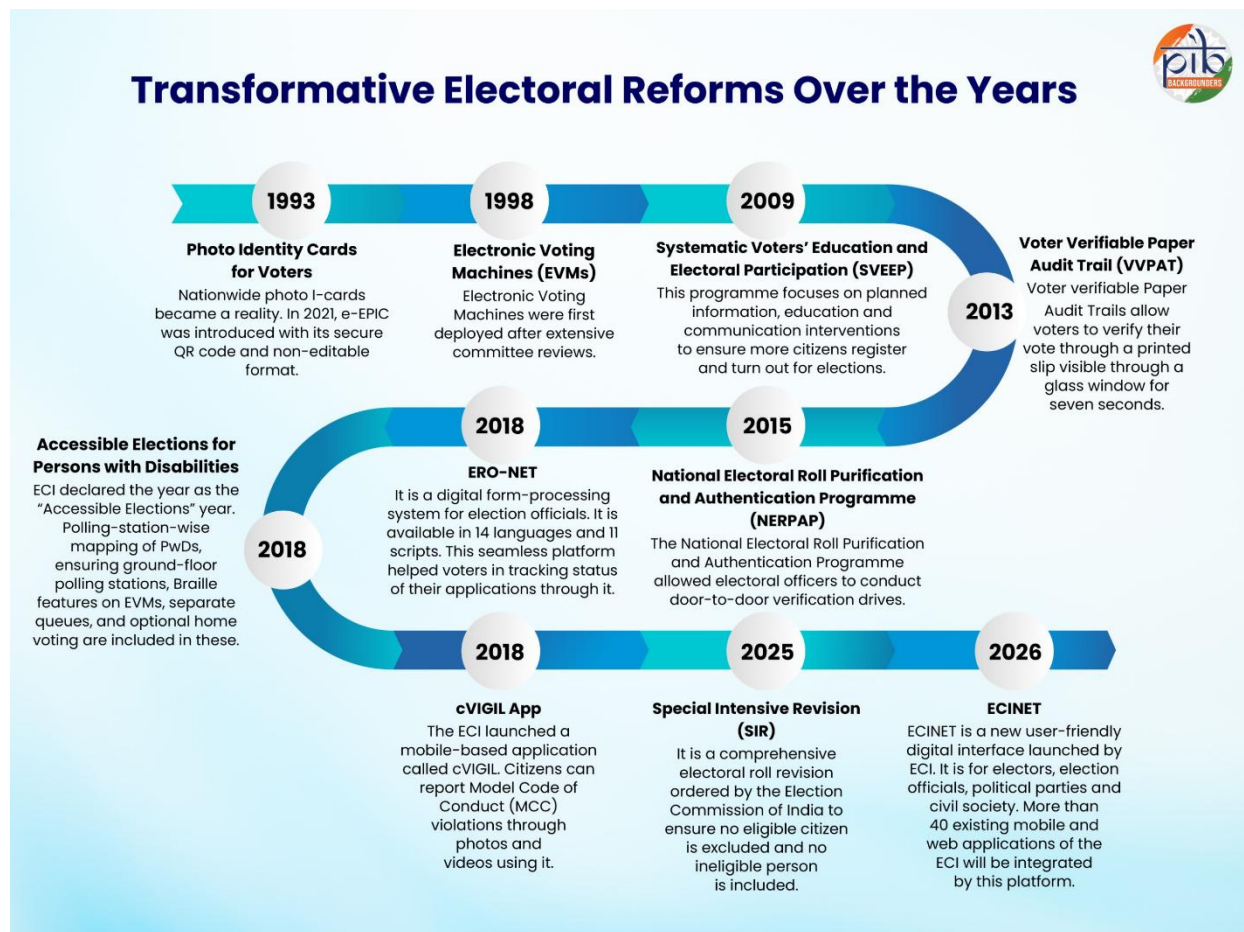 pib
BACKGROUNDERS
Transformative Electoral Reforms Over the Years
1993
Photo Identity Cards
for Voters
Nationwide photo I-cards
became a reality. In 2021, e-EPIC
was introduced with its secure
QR code and non-editable
format.
1998
Electronic Voting
Machines (EVMs)
Electronic Voting
Machines were first
deployed after extensive
committee reviews.
2009
Systematic Voters’ Education and
Electoral Participation (SVEEP)
This programme focuses on planned
information, education and
communication interventions
to ensure more citizens register
and turn out for elections.
2013
Voter Verifiable Paper
Audit Trail (VVPAT)
Voter verifiable Paper
Audit Trails allow
voters to verify their
vote through a printed
slip visible through a
glass window for
seven seconds.
2015
National Electoral Roll Purification
and Authentication Programme
(NERPAP)
The National Electoral Roll Purification
and Authentication Programme
allowed electoral officers to conduct
door-to-door verification drives.
2018
ERO-NET
It is a digital form-processing
system for election officials. It is
available in 14 languages and 11
scripts. This seamless platform
helped voters in tracking status
of their applications through it.
2018
Accessible Elections for
Persons with Disabilities
ECI declared the year as the
“Accessible Elections” year.
Polling-station-wise
mapping of PwDs,
ensuring ground-floor
polling stations, Braille
features on EVMs, separate
queues, and optional home
voting are included in these.
2018
cVIGIL App
The ECI launched a
mobile-based application
called cVIGIL. Citizens can
report Model Code of
Conduct (MCC)
violations through
photos and
videos using it.
2025
Special Intensive Revision
(SIR)
It is a comprehensive
electoral roll revision
ordered by the Election
Commission of India to
ensure no eligible citizen
is excluded and no
ineligible person
is included.
2026
ECINET
ECINET is a new user-friendly
digital interface launched by
ECI. It is for electors, election
officials, political parties and
civil society. More than
40 existing mobile and
web applications of the
ECI will be integrated
by this platform.